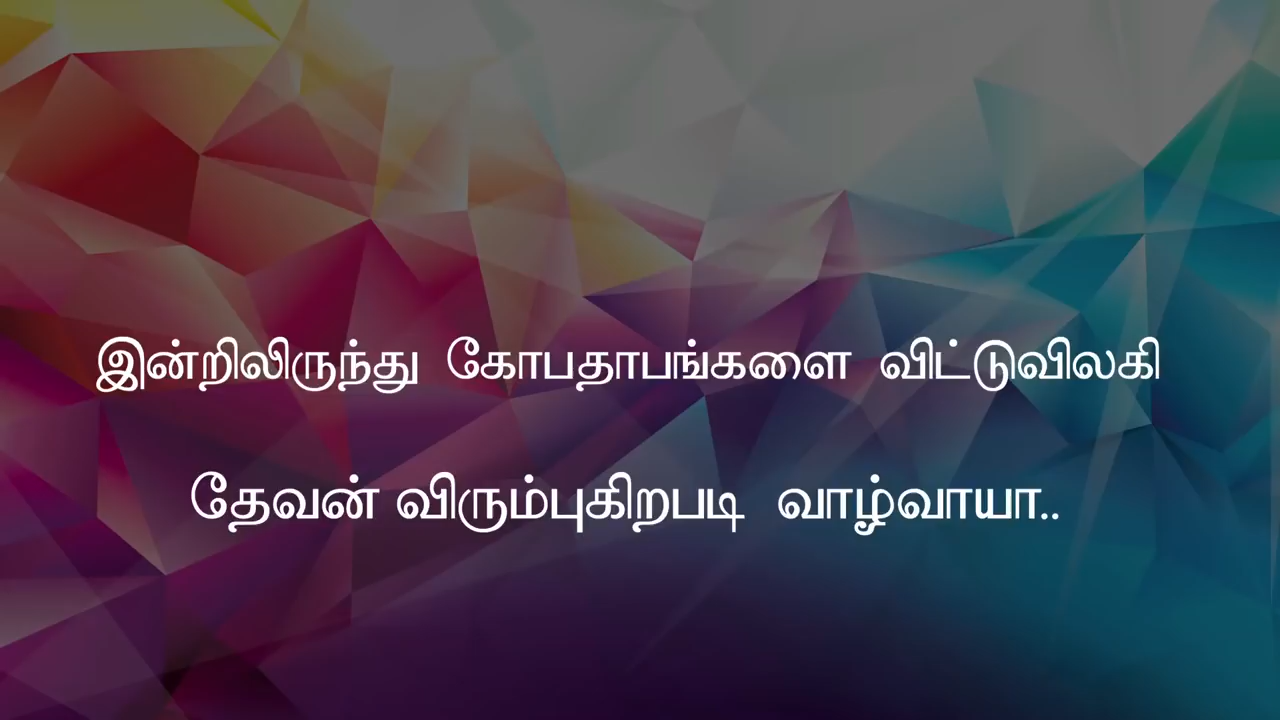 இன்றிலிருந்து கோபதாபங்களை விட்டுவிலகி
தேவன் விரும்புகிறபடி வாழ்வாயா..